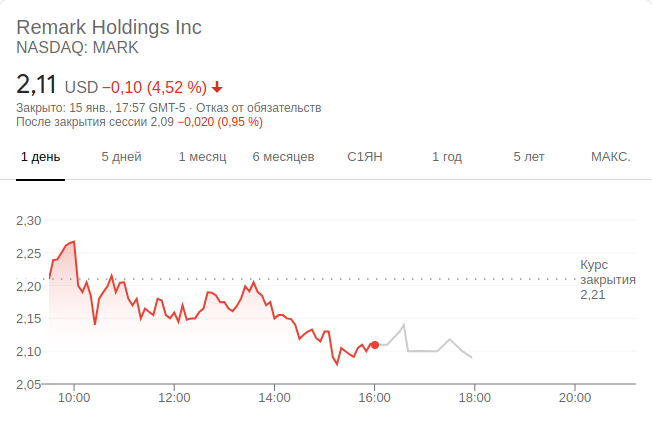 Remark Holdings Inc
NASDAQ: MARK
2,11 USD −0,10 (4,52 %)
Закрыто: 15 янв., 17:57 GMT-5 · Отказ от обязательств
После закрытия сессии 2,09 −0,020 (0,95 %)
1 день 5 дней 1 месяц 6 месяцев С1ЯН 1 год 5 лет МАКС.
2,30
2,25
Курс
закрытия
2,21
2,20
2,15
2,10
2,05
10:00 12:00 14:00 16:00 18:00 20:00